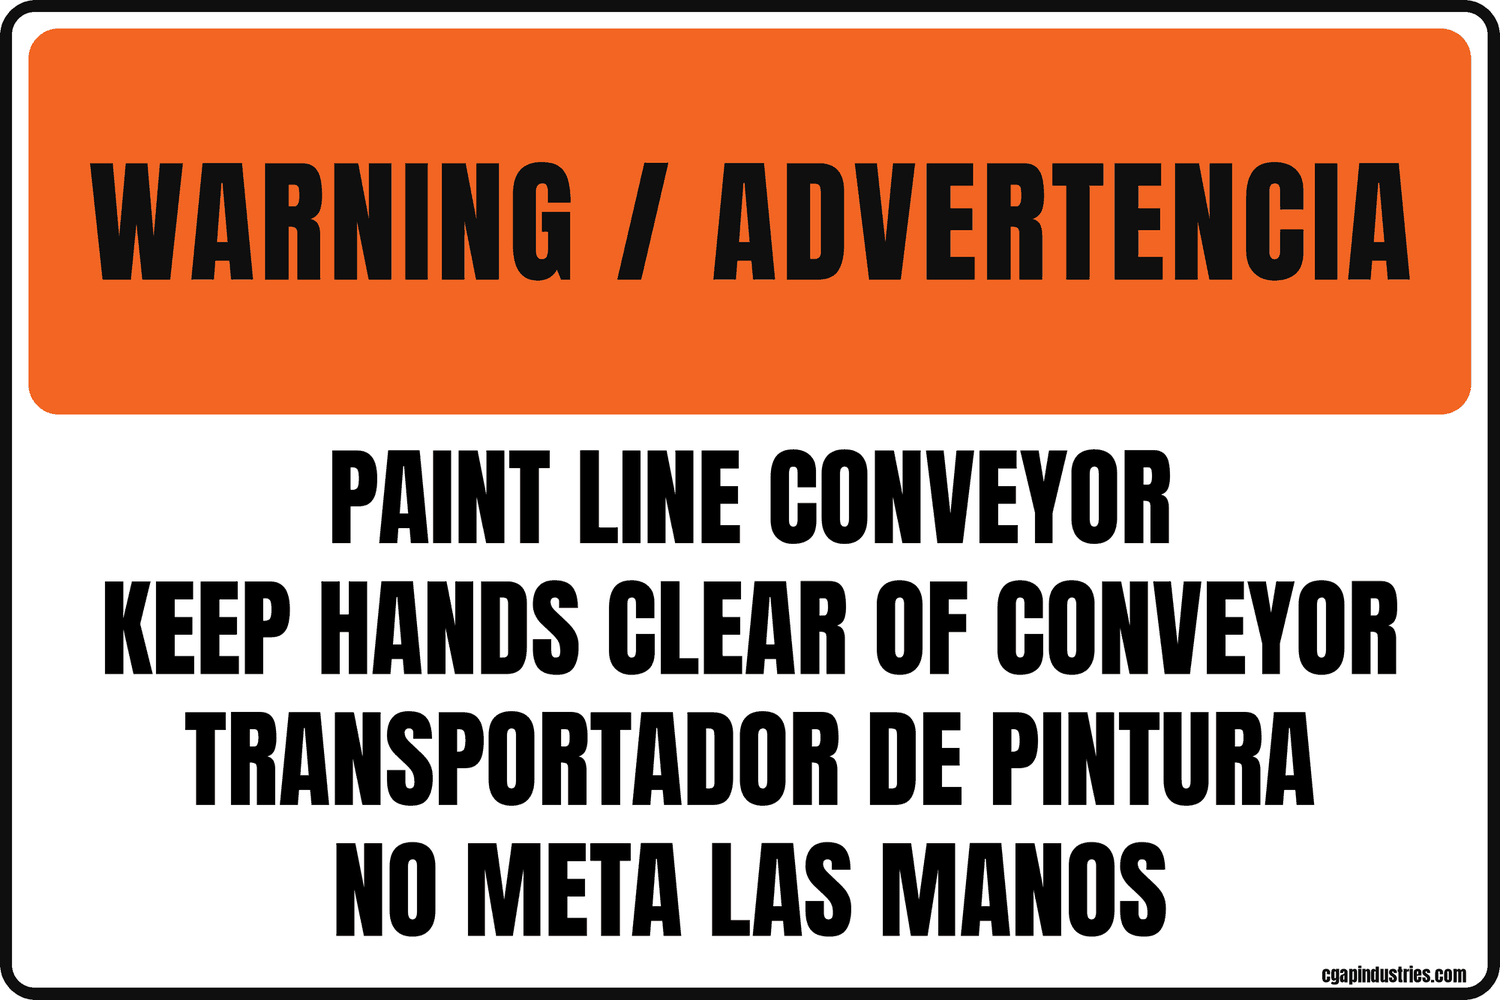 WARNING / ADVERTENCIA
PAINT LINE CONVEYOR
KEEP HANDS CLEAR OF CONVEYOR
TRANSPORTADOR DE PINTURA
NO META LAS MANOS
cgapindustries.com